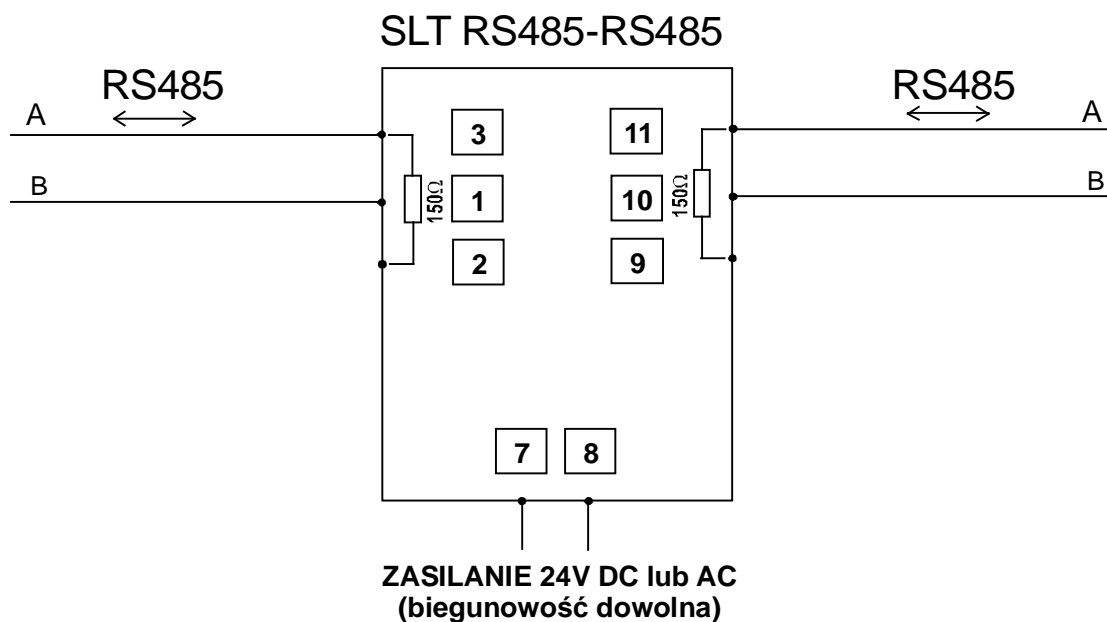 SLT RS485-RS485
RS485
RS485
A
A
3
11
B
B
1
10
150Ω
150Ω
2
9
7
8
ZASILANIE 24V DC lub AC
(biegunowość dowolna)